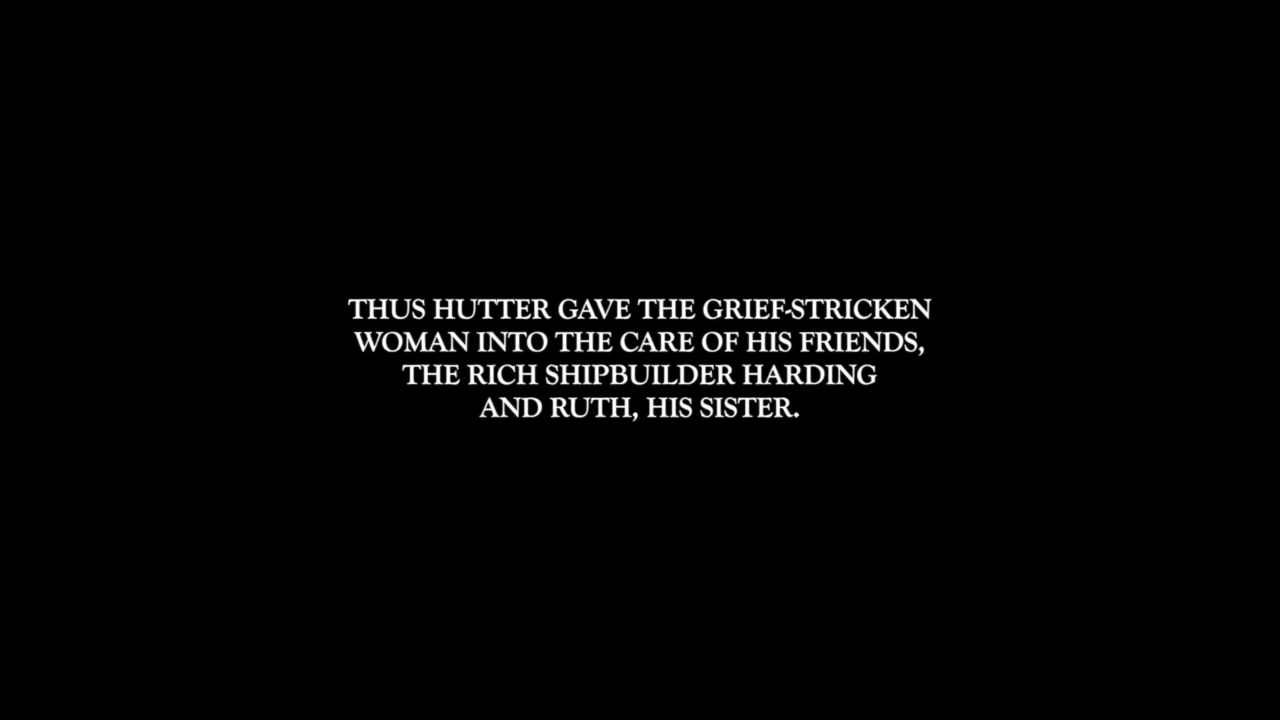 THUS HUTTER GAVE THE GRIEF-STRICKEN
WOMAN INTO THE CARE OF HIS FRIENDS,
THE RICH SHIPBUILDER HARDING
AND RUTH, HIS SISTER.